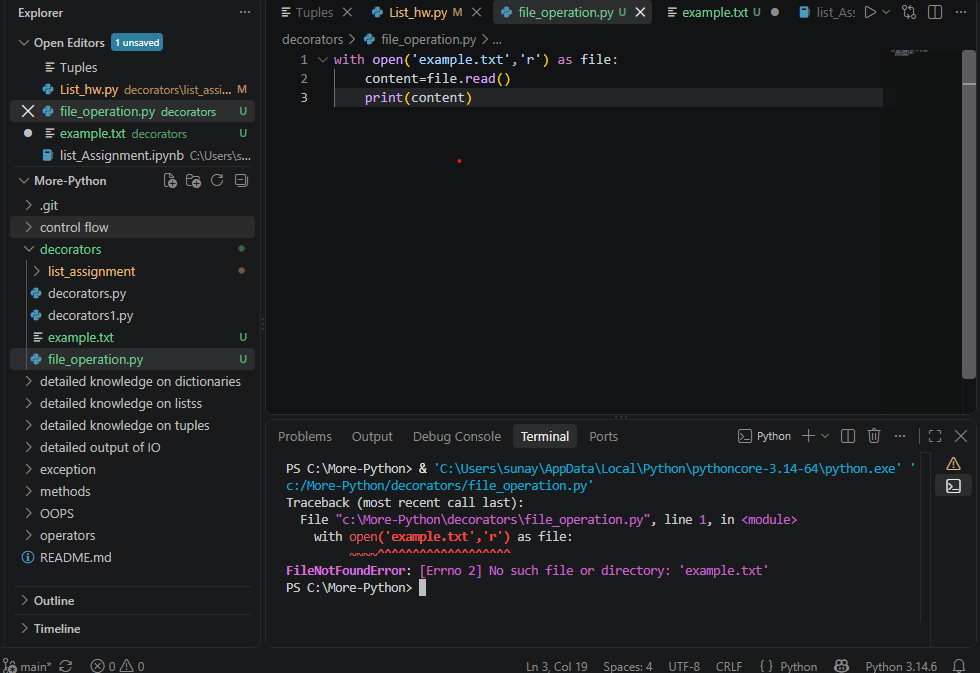 Explorer
Open Editors 1 unsaved
Tuples
List_hw.py decorators\list_assi... M
file_operation.py decorators U
example.txt decorators U
list_Assignment.ipynb C:\Users\s...
More-Python
.git
control flow
decorators
list_assignment
decorators.py
decorators1.py
example.txt U
file_operation.py U
detailed knowledge on dictionaries
detailed knowledge on listss
detailed knowledge on tuples
detailed output of IO
exception
methods
OOPS
operators
README.md
Outline
Timeline
Tuples List_hw.py M file_operation.py U example.txt U list_Ass
decorators > file_operation.py > ...
1 with open('example.txt','r') as file:
2 content=file.read()
3 print(content)
Problems Output Debug Console Terminal Ports Python
PS C:\More-Python> & 'C:\Users\sunay\AppData\Local\Python\pythoncore-3.14-64\python.exe' '
c:/More-Python/decorators/file_operation.py'
Traceback (most recent call last):
File "c:\More-Python\decorators\file_operation.py", line 1, in <module>
with open('example.txt','r') as file:
~~~~^^^^^^^^^^^^^^^^^^^
FileNotFoundError: [Errno 2] No such file or directory: 'example.txt'
PS C:\More-Python>
main* 0 0 Ln 3, Col 19 Spaces: 4 UTF-8 CRLF { } Python Python 3.14.6